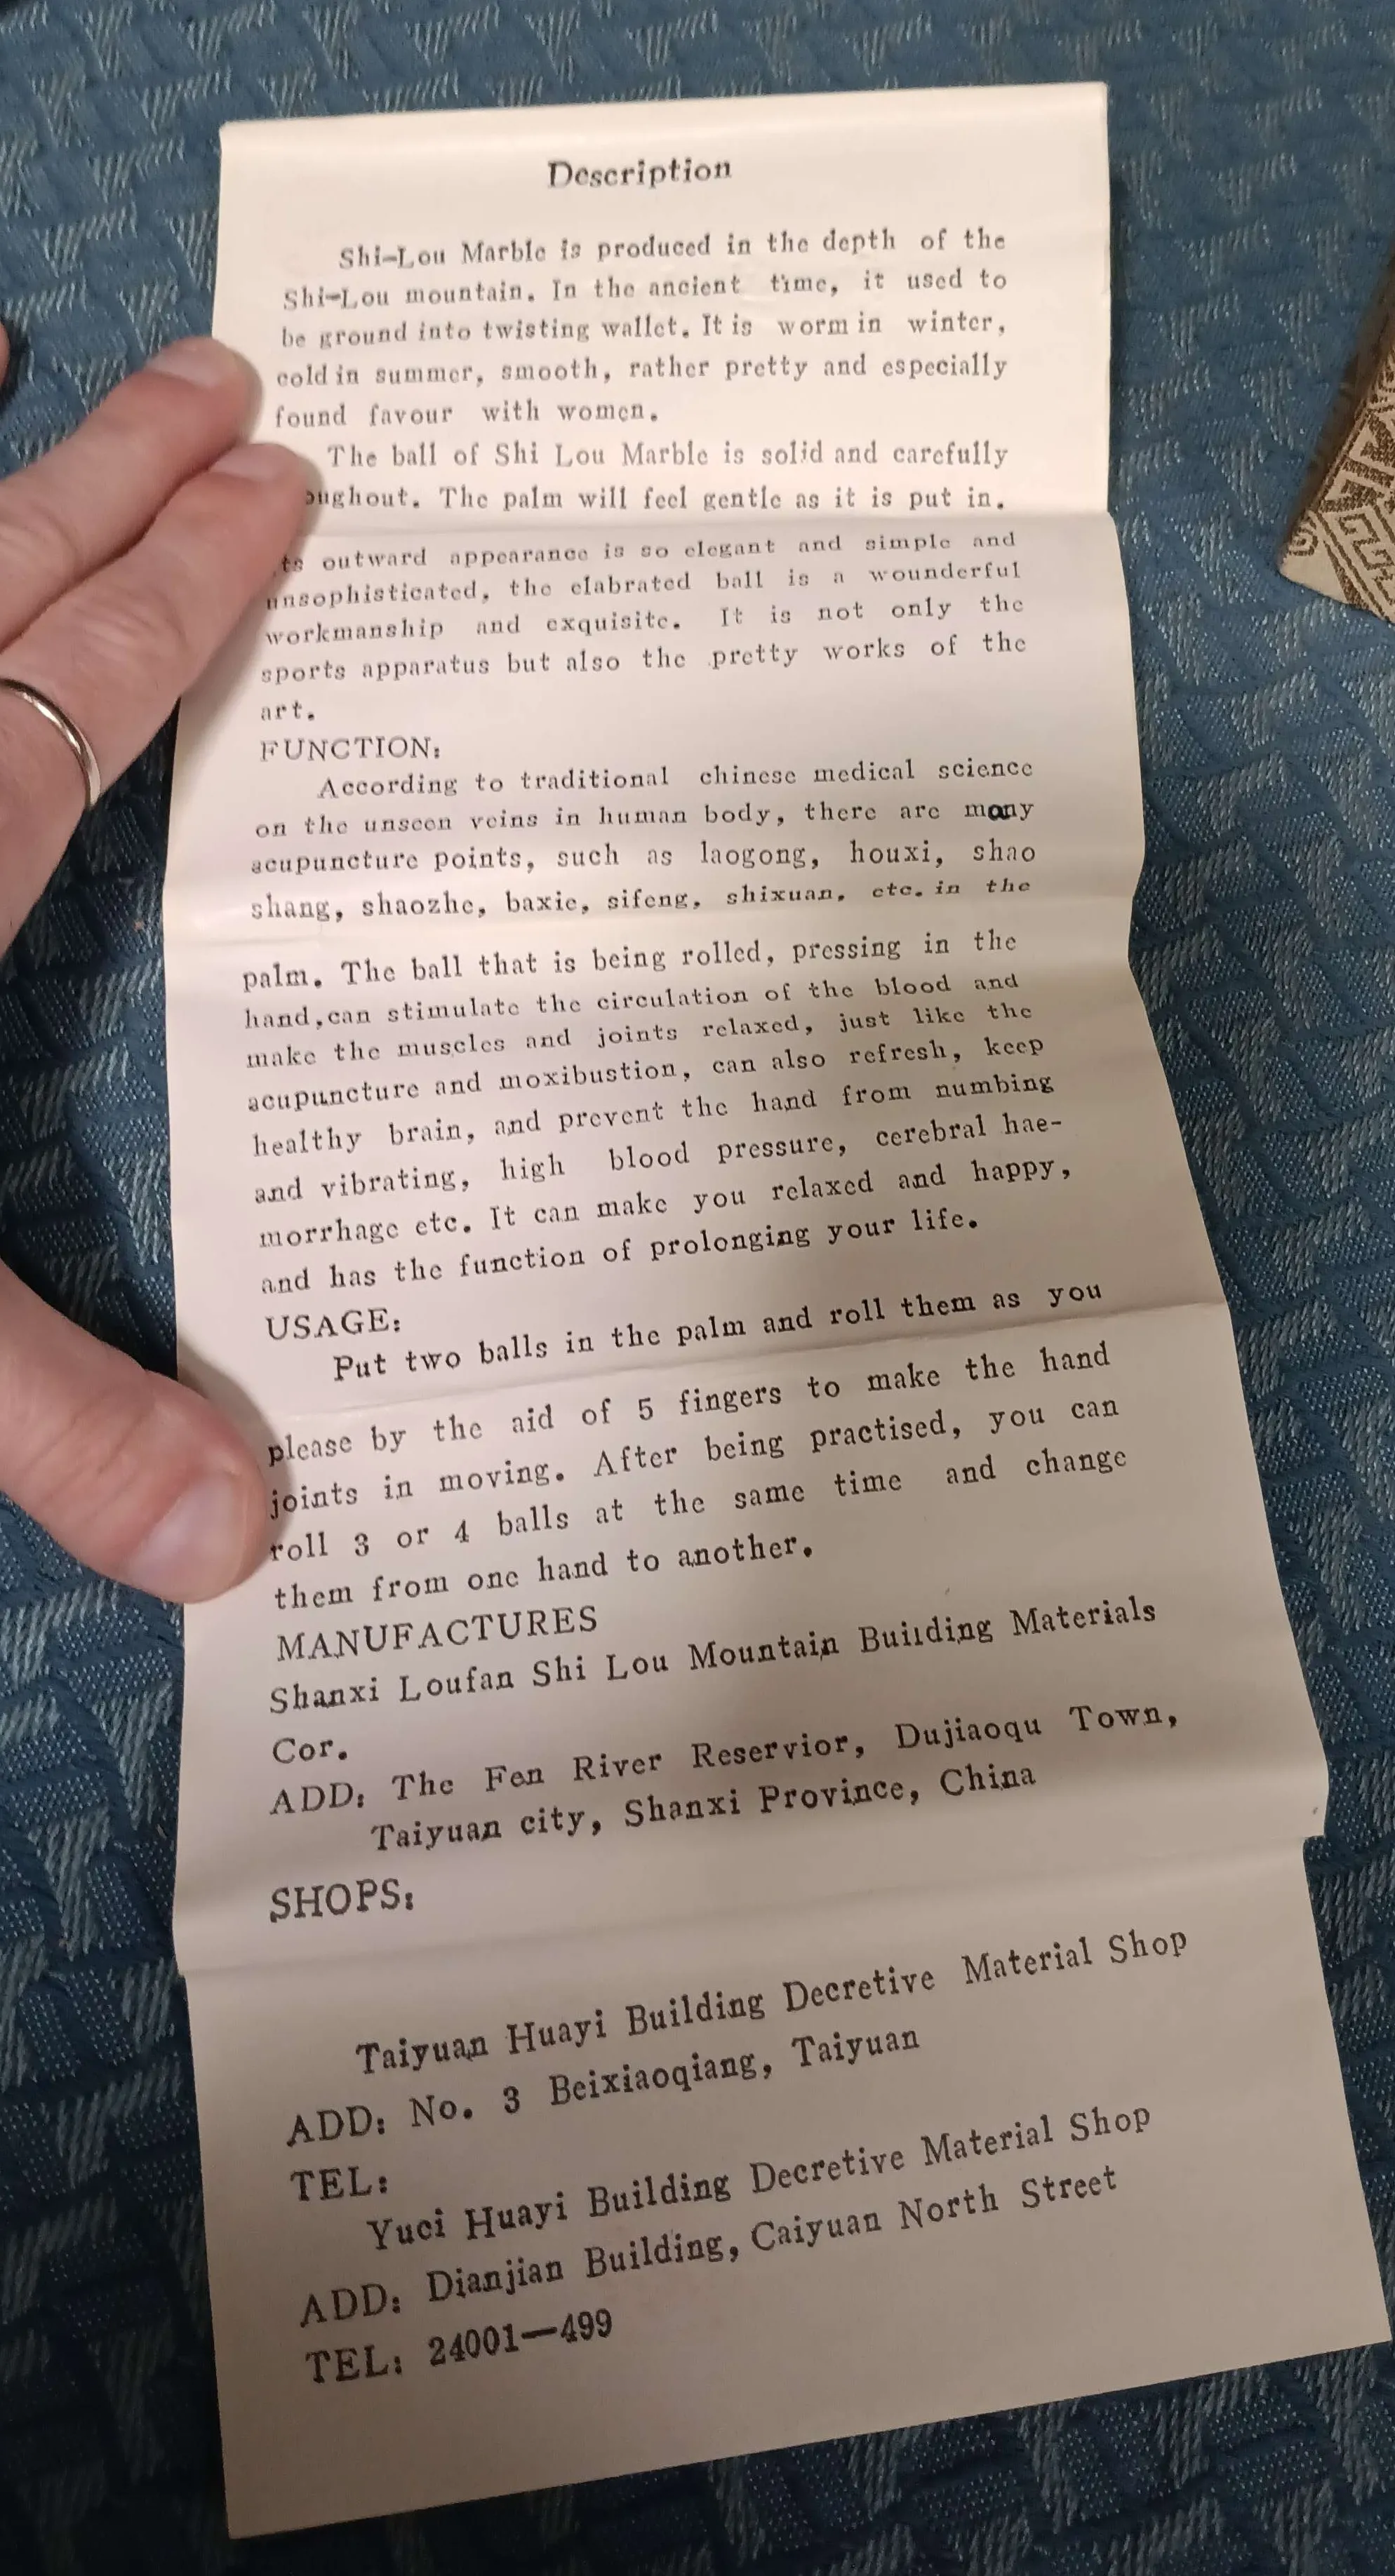 Description
Shi-Lou Marble is produced in the depth of the
Shi-Lou mountain. In the ancient time, it used to
be ground into twisting wallet. It is worm in winter,
cold in summer, smooth, rather pretty and especially
found favour with women.
The ball of Shi Lou Marble is solid and carefully
oughout. The palm will feel gentle as it is put in.
ts outward appearance is so elegant and simple and
unsophisticated, the elabrated ball is a wounderful
workmanship and exquisite. It is not only the
sports apparatus but also the pretty works of the
art.
FUNCTION:
According to traditional chinese medical science
on the unseen veins in human body, there are many
acupuncture points, such as laogong, houxi, shao
shang, shaozhe, baxie, sifeng, shixuan, etc. in the
palm. The ball that is being rolled, pressing in the
hand,can stimulate the circulation of the blood and
make the muscles and joints relaxed, just like the
acupuncture and moxibustion, can also refresh, keep
healthy brain, and prevent the hand from numbing
and vibrating, high blood pressure, cerebral hae-
morrhage etc. It can make you relaxed and happy,
and has the function of prolonging your life.
USAGE:
Put two balls in the palm and roll them as you
please by the aid of 5 fingers to make the hand
joints in moving. After being practised, you can
roll 3 or 4 balls at the same time and change
them from one hand to another.
MANUFACTURES
Shanxi Loufan Shi Lou Mountain Building Materials
Cor.
ADD: The Fen River Reservior, Dujiaoqu Town,
Taiyuan city, Shanxi Province, China
SHOPS:
Taiyuan Huayi Building Decretive Material Shop
ADD: No. 3 Beixiaoqiang, Taiyuan
TEL:
Yuci Huayi Building Decretive Material Shop
ADD: Dianjian Building, Caiyuan North Street
TEL: 24001—499